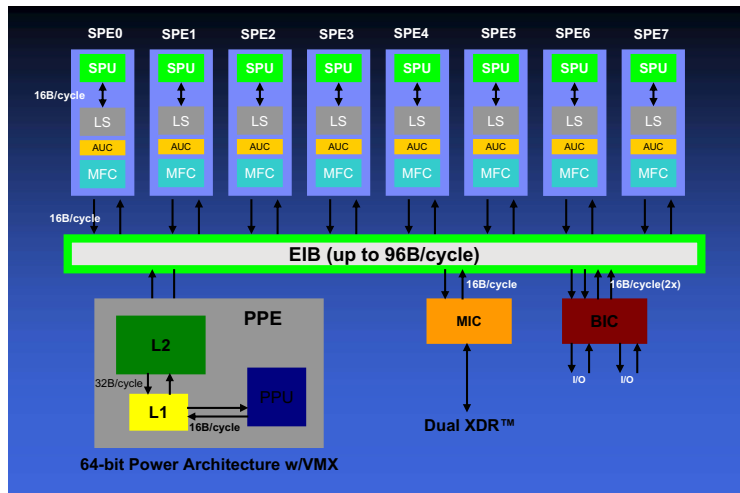 SPE0 SPE1 SPE2 SPE3 SPE4 SPE5 SPE6 SPE7
SPU SPU SPU SPU SPU SPU SPU SPU
16B/cycle
LS LS LS LS LS LS LS LS
AUC AUC AUC AUC AUC AUC AUC AUC
MFC MFC MFC MFC MFC MFC MFC MFC
16B/cycle
EIB (up to 96B/cycle)
16B/cycle 16B/cycle(2x)
PPE MIC BIC
L2
32B/cycle PPU I/O I/O
L1
16B/cycle Dual XDR™
64-bit Power Architecture w/VMX